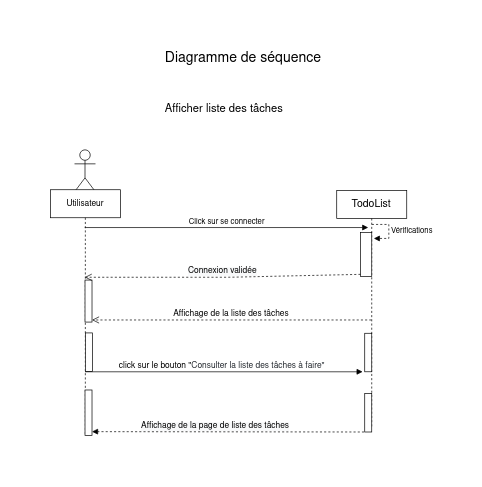 Diagramme de séquence
Afficher liste des tâches
Utilisateur
TodoList
Click sur se connecter
Vérifications
Connexion validée
Affichage de la liste des tâches
click sur le bouton "Consulter la liste des tâches à faire"
Affichage de la page de liste des tâches